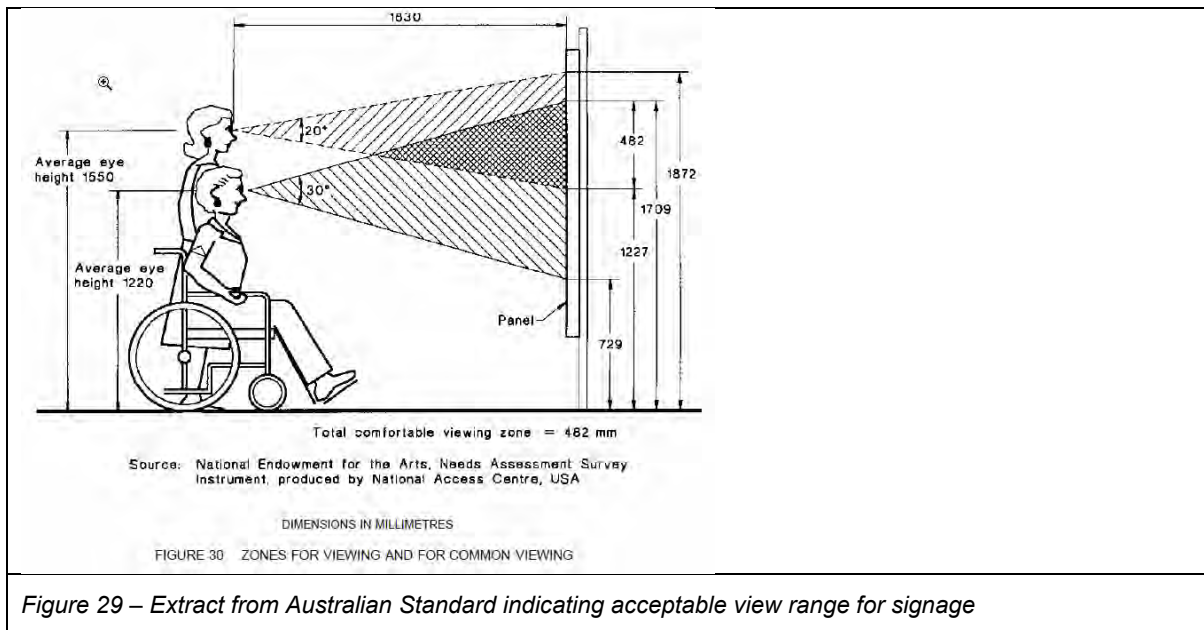 1830
20°
Average eye
height 1550
30°
Average eye
height 1220
482
1872
1709
1227
Panel
729
Total comfortable viewing zone = 482 mm
Source: National Endowment for the Arts, Needs Assessment Survey
Instrument, produced by National Access Centre, USA
DIMENSIONS IN MILLIMETRES
FIGURE 30 ZONES FOR VIEWING AND FOR COMMON VIEWING
Figure 29 – Extract from Australian Standard indicating acceptable view range for signage